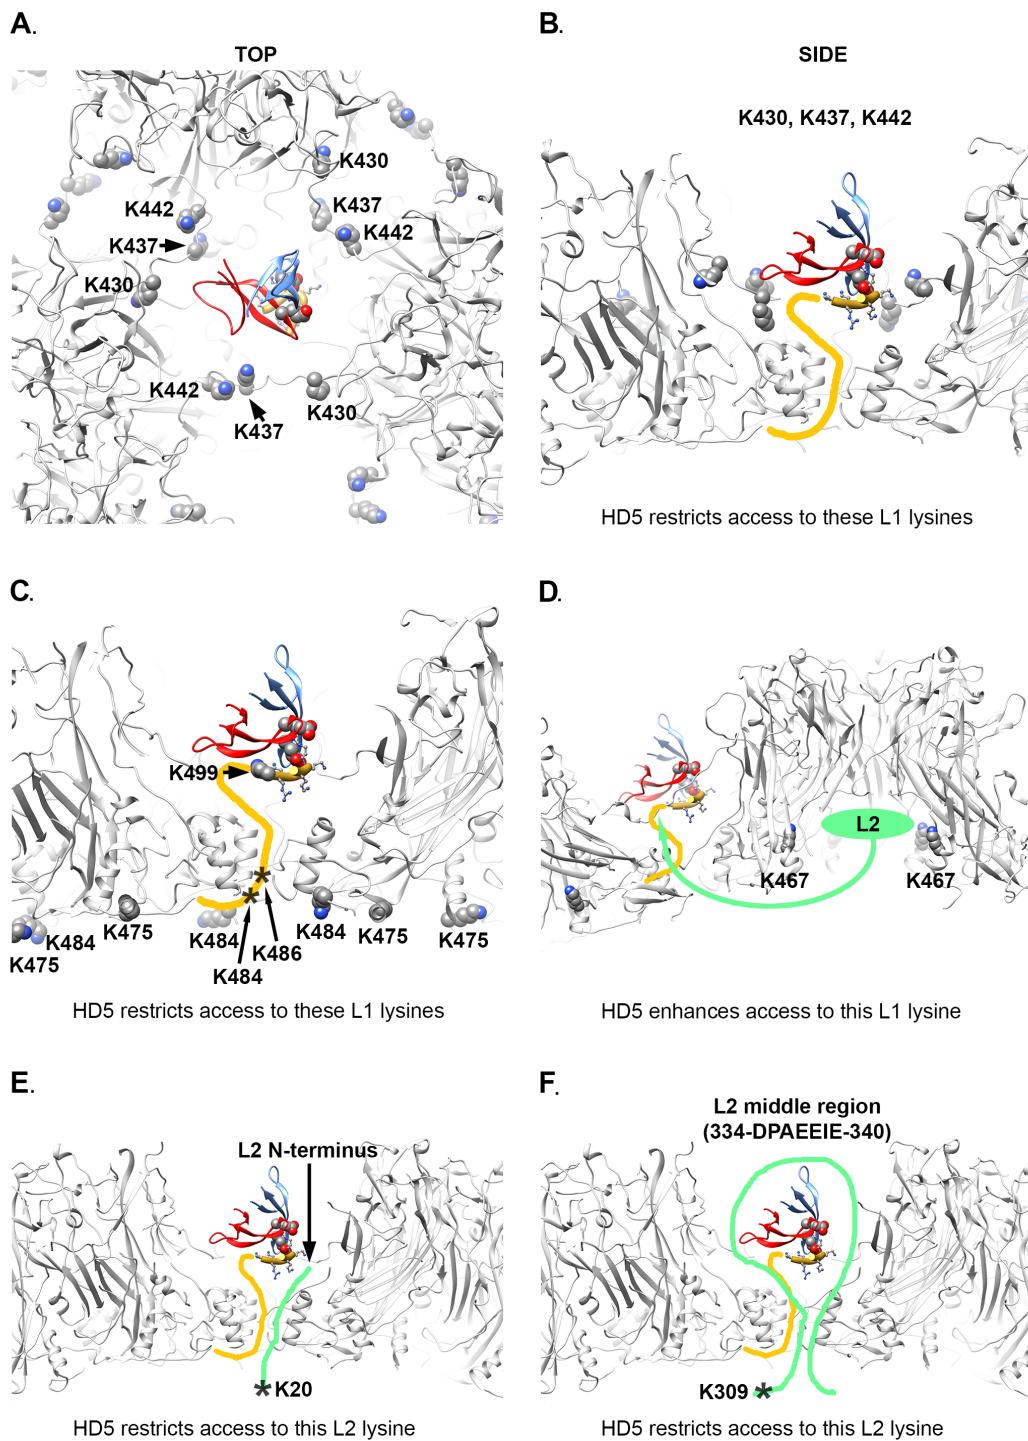 A.
TOP
K430
K442
K437
K437
K442
K430
K442
K430
K437
B.
SIDE
K430, K437, K442
HD5 restricts access to these L1 lysines
C.
K499
K484
K475
K475
K484
K486
K484
K475
K475
HD5 restricts access to these L1 lysines
D.
L2
K467
K467
HD5 enhances access to this L1 lysine
E.
L2 N-terminus
K20
HD5 restricts access to this L2 lysine
F.
L2 middle region
(334-DPAEEIE-340)
K309
HD5 restricts access to this L2 lysine